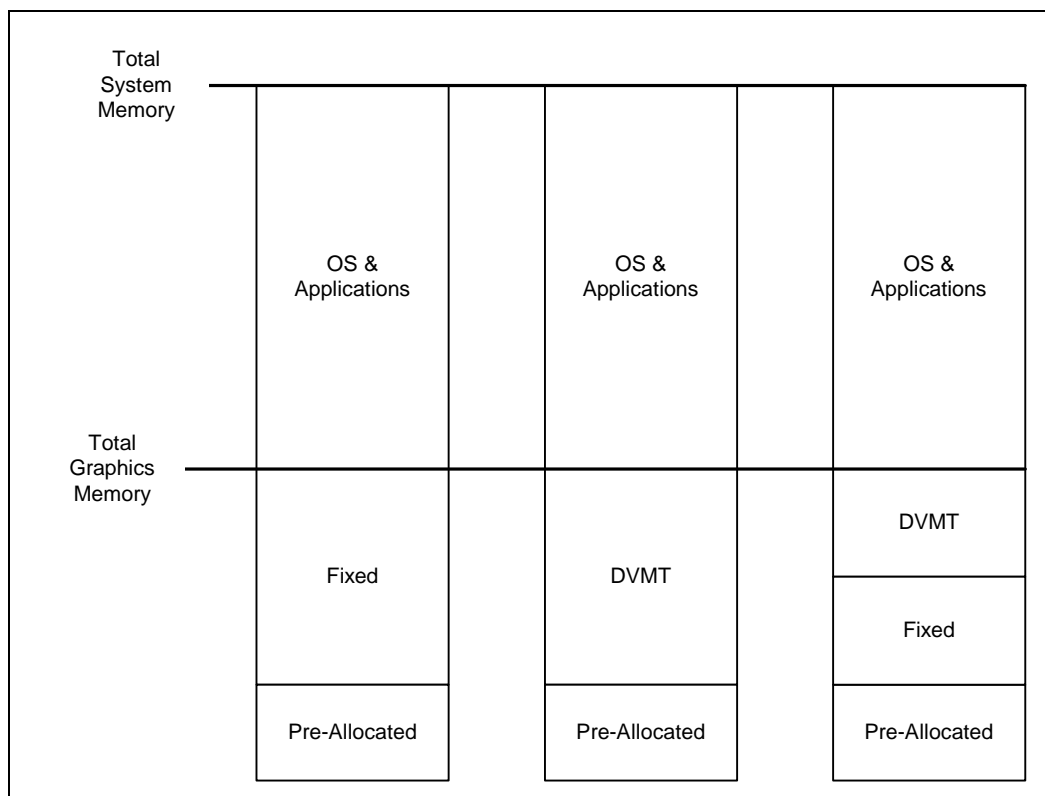 Total
System
Memory
OS &
Applications
OS &
Applications
OS &
Applications
Total
Graphics
Memory
Fixed
DVMT
DVMT
Fixed
Pre-Allocated
Pre-Allocated
Pre-Allocated